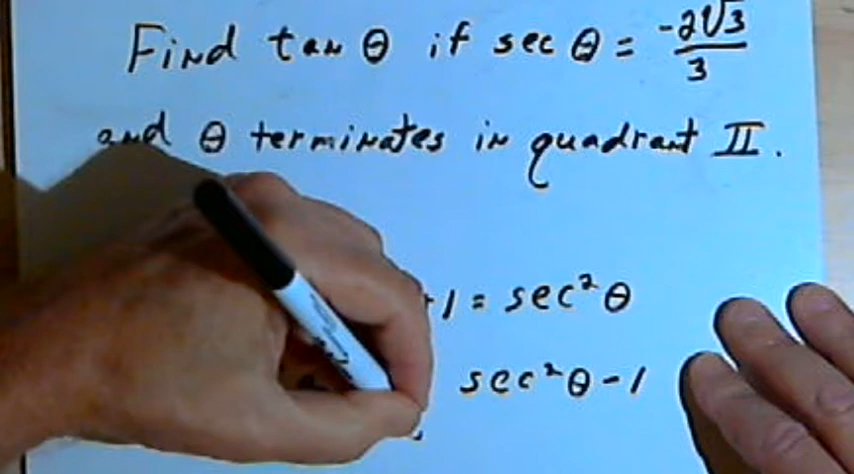 Find tan θ if sec θ = -2√3/3
and θ terminates in quadrant II.
+1 = sec²θ
sec²θ-1